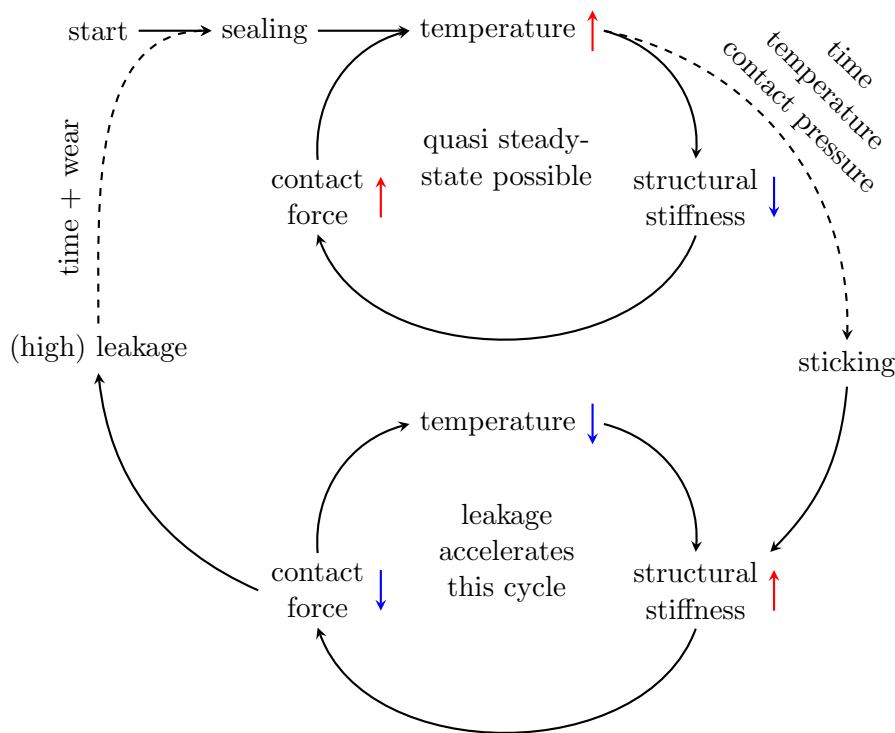 start
sealing
temperature
time
temperature
contact pressure
quasi steady-
state possible
contact
force
structural
stiffness
time + wear
(high) leakage
sticking
temperature
leakage
accelerates
this cycle
contact
force
structural
stiffness